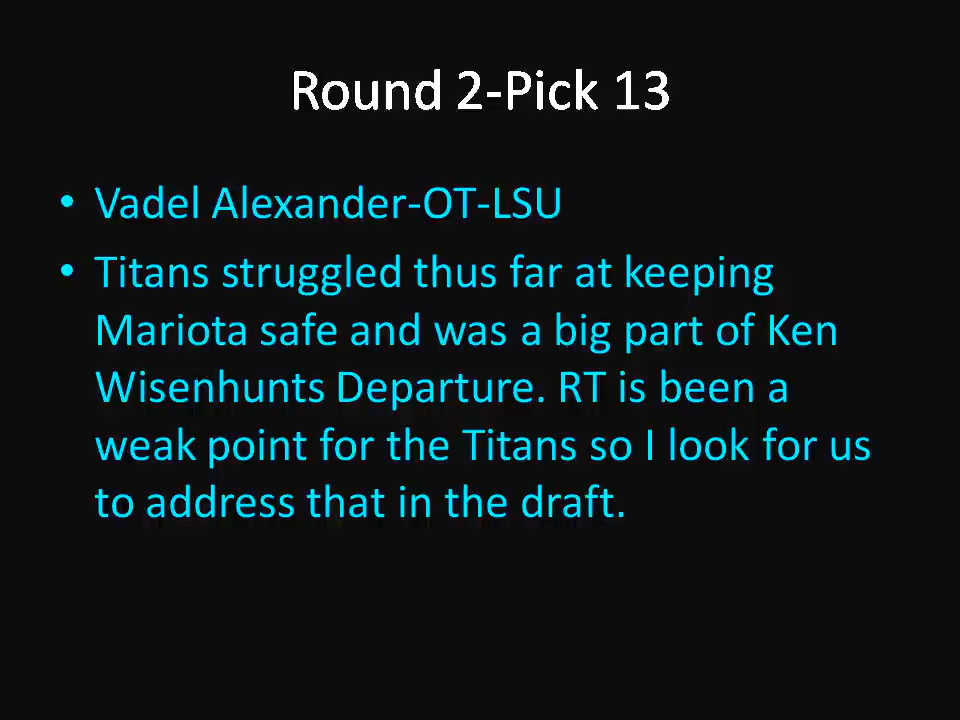 Round 2-Pick 13
• Vadel Alexander-OT-LSU
• Titans struggled thus far at keeping
Mariota safe and was a big part of Ken
Wisenhunts Departure. RT is been a
weak point for the Titans so I look for us
to address that in the draft.